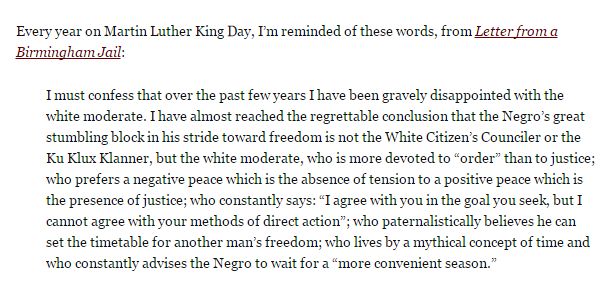 Every year on Martin Luther King Day, I’m reminded of these words, from Letter from a
Birmingham Jail:
I must confess that over the past few years I have been gravely disappointed with the
white moderate. I have almost reached the regrettable conclusion that the Negro’s great
stumbling block in his stride toward freedom is not the White Citizen’s Counciler or the
Ku Klux Klanner, but the white moderate, who is more devoted to “order” than to justice;
who prefers a negative peace which is the absence of tension to a positive peace which is
the presence of justice; who constantly says: “I agree with you in the goal you seek, but I
cannot agree with your methods of direct action”; who paternalistically believes he can
set the timetable for another man’s freedom; who lives by a mythical concept of time and
who constantly advises the Negro to wait for a “more convenient season.”